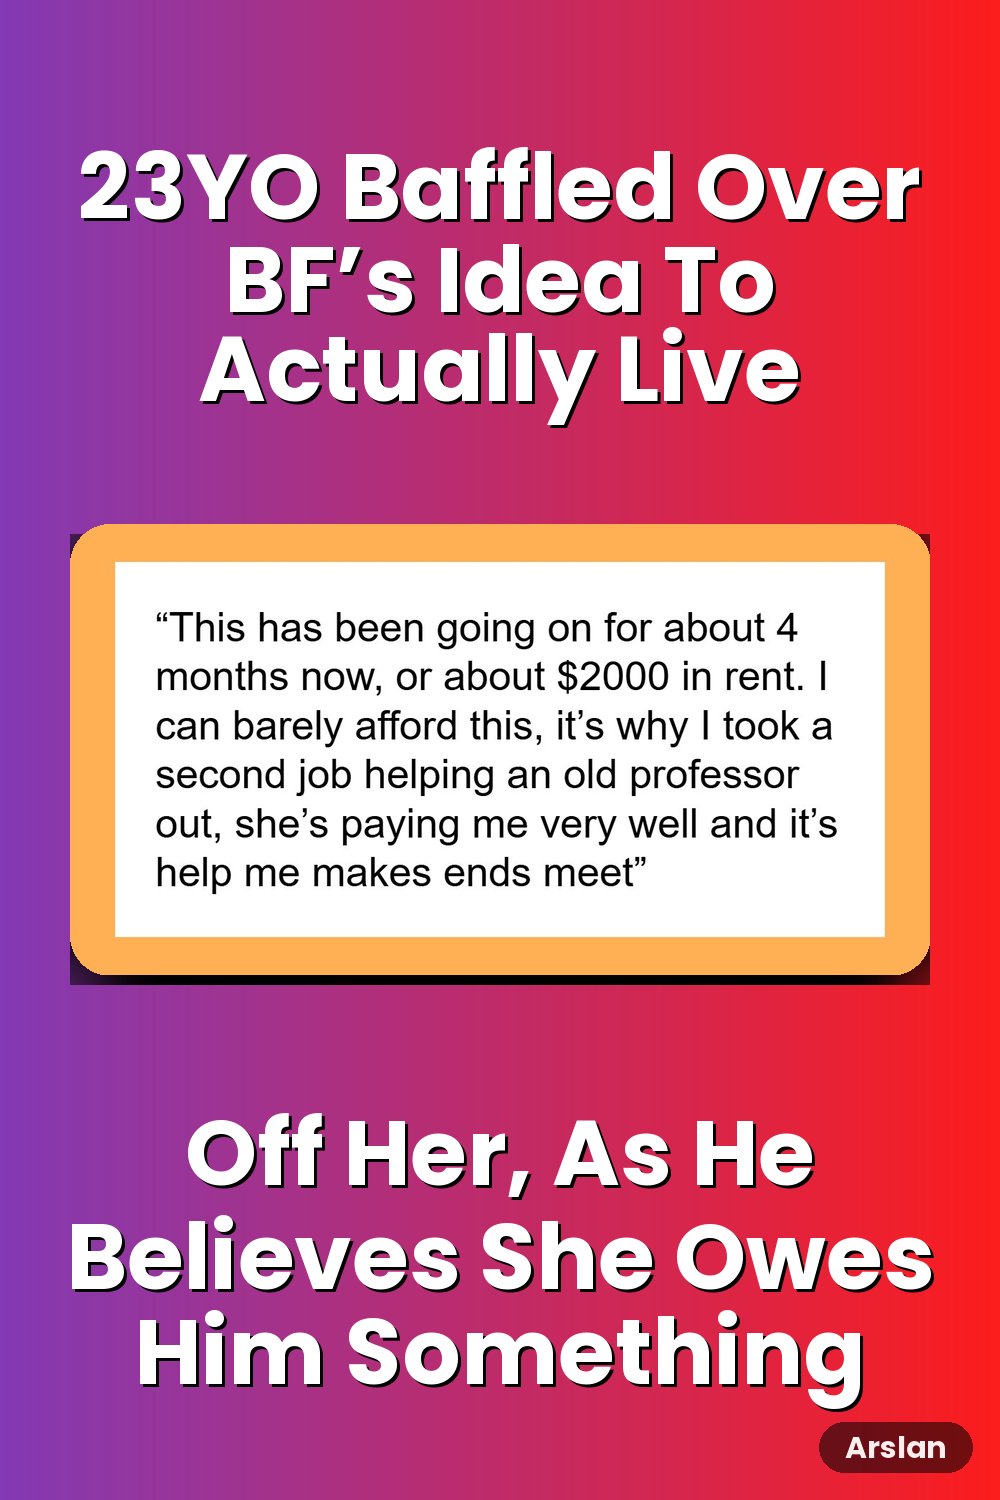 23YO Baffled Over
BF’s Idea To
Actually Live
“This has been going on for about 4
months now, or about $2000 in rent. I
can barely afford this, it’s why I took a
second job helping an old professor
out, she’s paying me very well and it’s
help me makes ends meet”
Off Her, As He
Believes She Owes
Him Something
Arslan